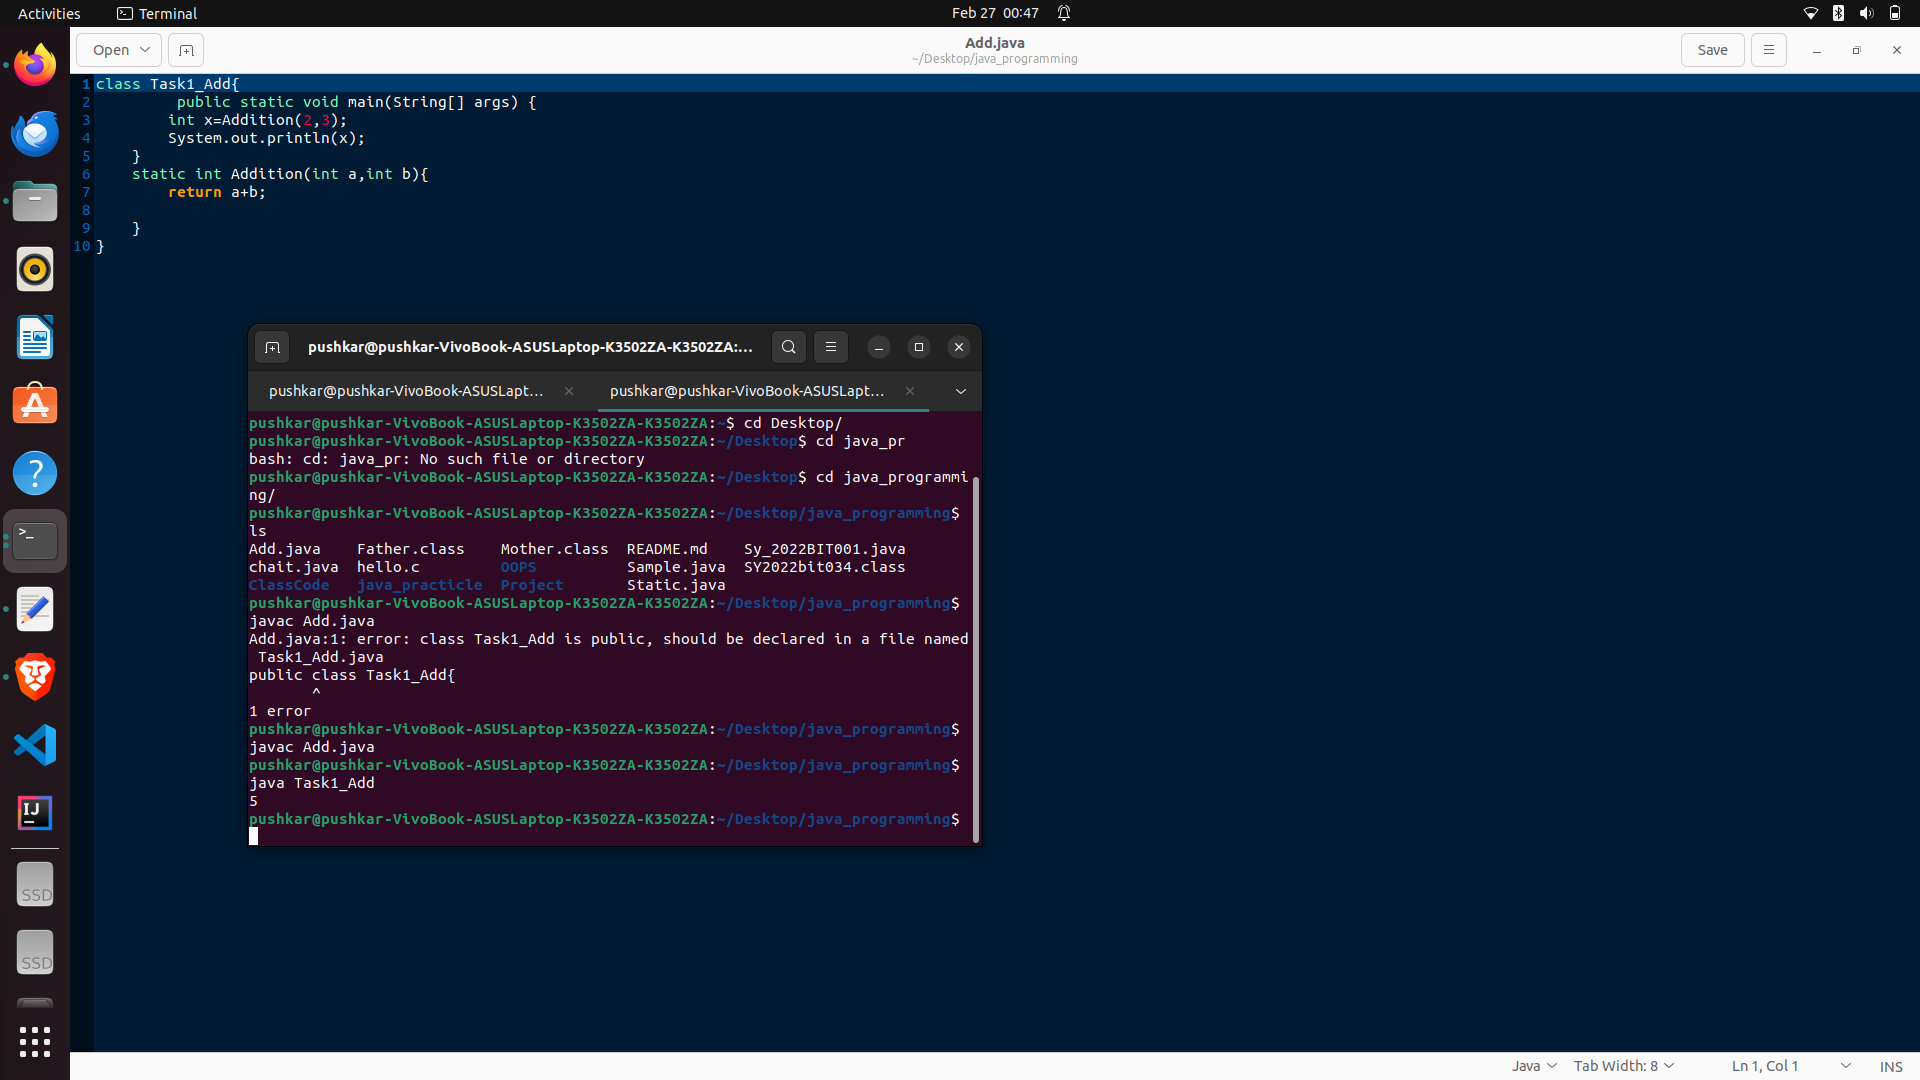 Activities
Terminal
Feb 27 00:47
Open
Add.java
~/Desktop/java_programming
Save
1 class Task1_Add{
2 public static void main(String[] args) {
3 int x=Addition(2,3);
4 System.out.println(x);
5 }
6 static int Addition(int a,int b){
7 return a+b;
8
9 }
10 }
pushkar@pushkar-VivoBook-ASUSLaptop-K3502ZA-K3502ZA:...
pushkar@pushkar-VivoBook-ASUSLapt... pushkar@pushkar-VivoBook-ASUSLapt...
pushkar@pushkar-VivoBook-ASUSLaptop-K3502ZA-K3502ZA:~$ cd Desktop/
pushkar@pushkar-VivoBook-ASUSLaptop-K3502ZA-K3502ZA:~/Desktop$ cd java_pr
bash: cd: java_pr: No such file or directory
pushkar@pushkar-VivoBook-ASUSLaptop-K3502ZA-K3502ZA:~/Desktop$ cd java_programmi
ng/
pushkar@pushkar-VivoBook-ASUSLaptop-K3502ZA-K3502ZA:~/Desktop/java_programming$
ls
Add.java Father.class Mother.class README.md Sy_2022BIT001.java
chait.java hello.c OOPS Sample.java SY2022bit034.class
ClassCode java_practicle Project Static.java
pushkar@pushkar-VivoBook-ASUSLaptop-K3502ZA-K3502ZA:~/Desktop/java_programming$
javac Add.java
Add.java:1: error: class Task1_Add is public, should be declared in a file named
Task1_Add.java
public class Task1_Add{
^
1 error
pushkar@pushkar-VivoBook-ASUSLaptop-K3502ZA-K3502ZA:~/Desktop/java_programming$
javac Add.java
pushkar@pushkar-VivoBook-ASUSLaptop-K3502ZA-K3502ZA:~/Desktop/java_programming$
java Task1_Add
5
pushkar@pushkar-VivoBook-ASUSLaptop-K3502ZA-K3502ZA:~/Desktop/java_programming$
>_
IJ
SSD
SSD
Java Tab Width: 8 Ln 1, Col 1 INS